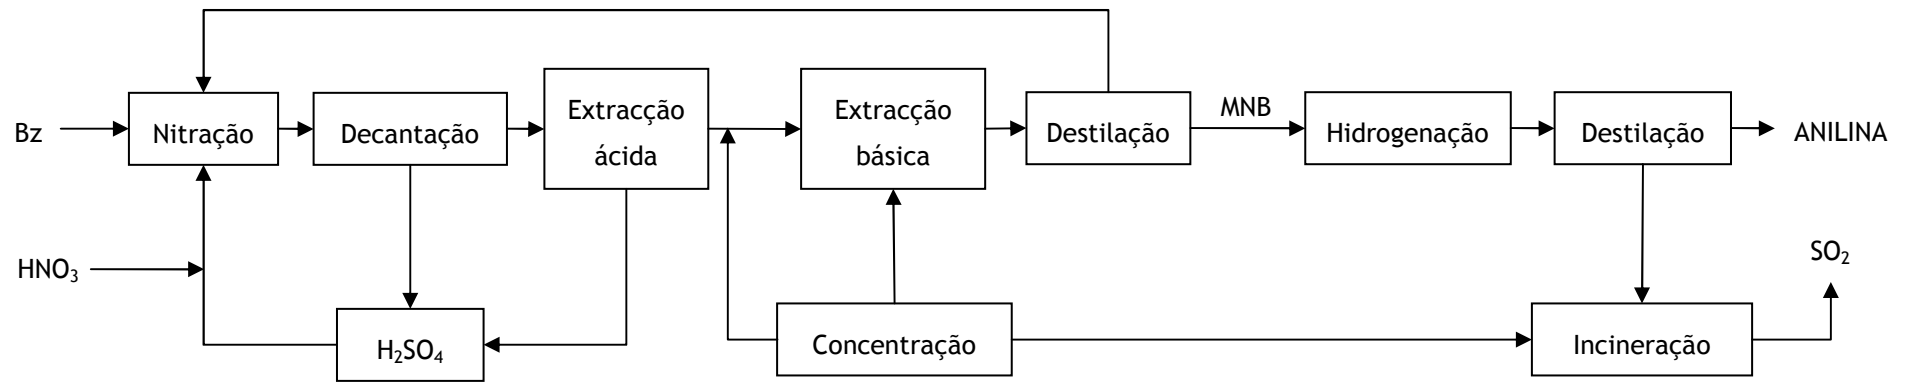 Bz
Nitração
Decantação
Extracção
ácida
Extracção
básica
Destilação
MNB
Hidrogenação
Destilação
ANILINA
HNO₃
H₂SO₄
Concentração
Incineração
SO₂